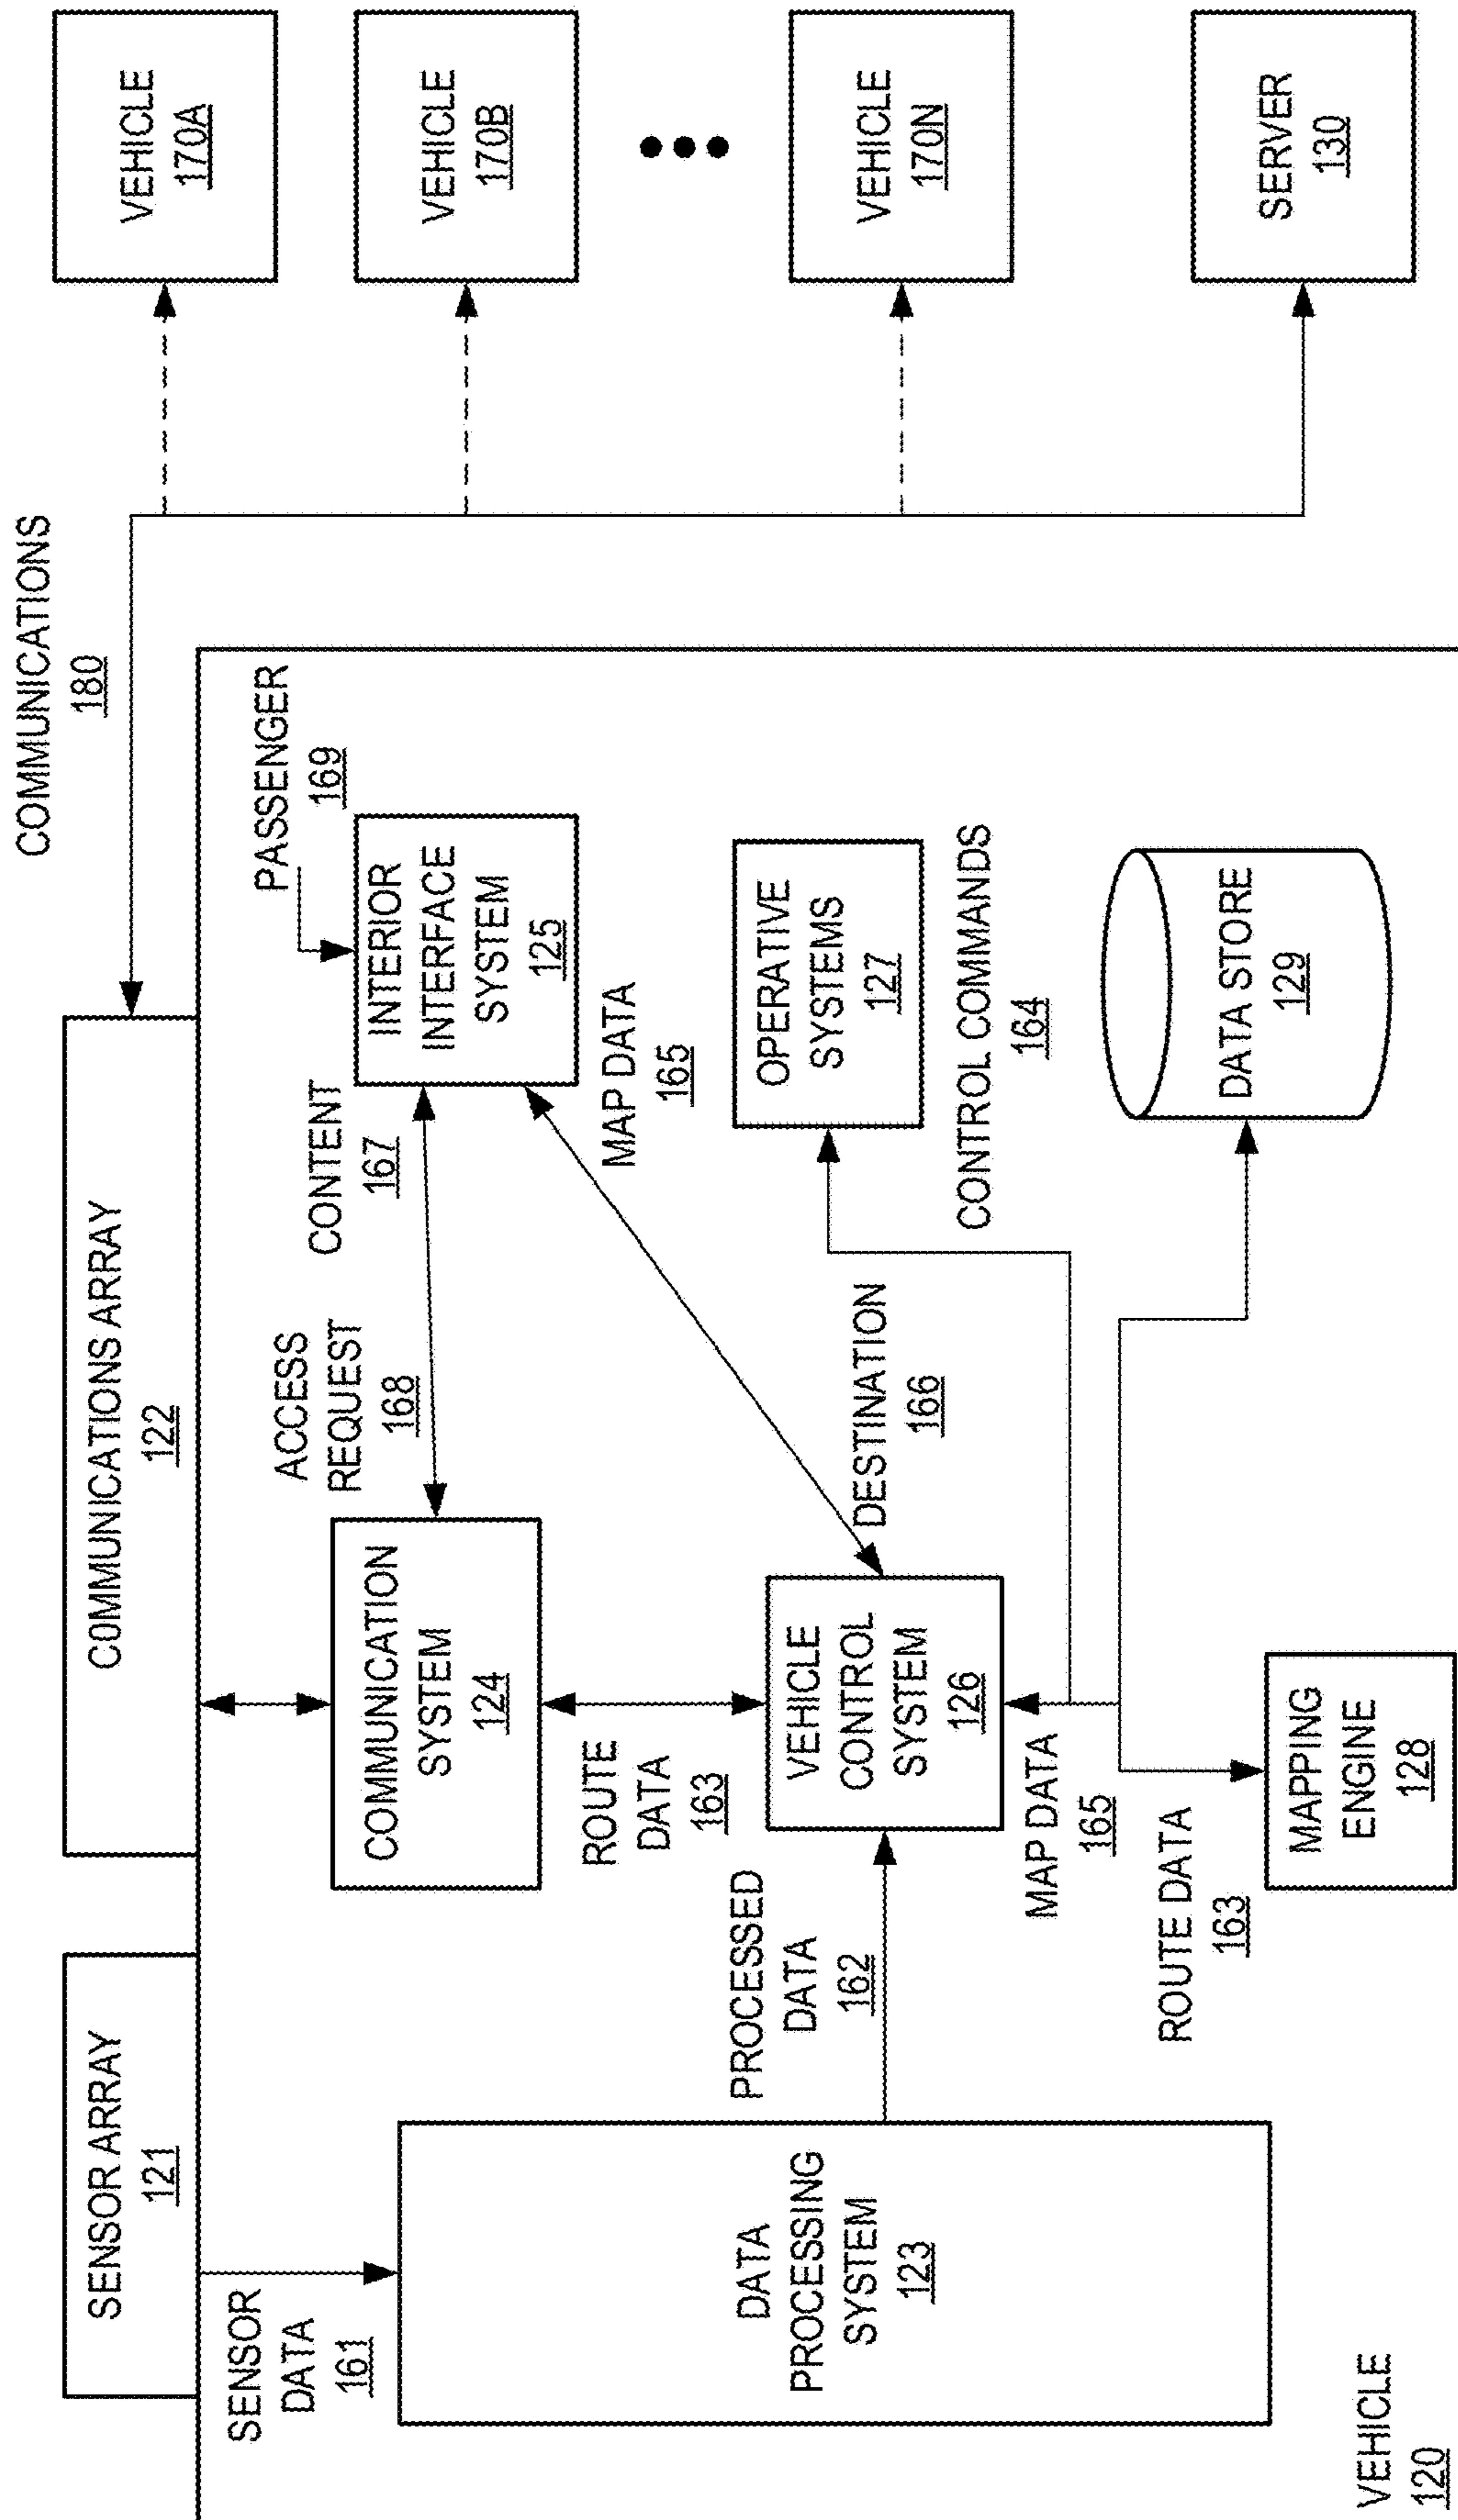 SENSOR ARRAY
121
COMMUNICATIONS ARRAY
122
COMMUNICATIONS
180
SENSOR
DATA
161
DATA
PROCESSING
SYSTEM
123
PROCESSED
DATA
162
COMMUNICATION
SYSTEM
124
ACCESS
REQUEST
168
CONTENT
167
PASSENGER
169
INTERIOR
INTERFACE
SYSTEM
125
MAP DATA
165
ROUTE
DATA
163
VEHICLE
CONTROL
SYSTEM
126
DESTINATION
166
OPERATIVE
SYSTEMS
127
CONTROL COMMANDS
164
MAP DATA
165
ROUTE DATA
163
MAPPING
ENGINE
128
DATA STORE
129
VEHICLE
120
VEHICLE
170A
VEHICLE
170B
VEHICLE
170N
SERVER
130